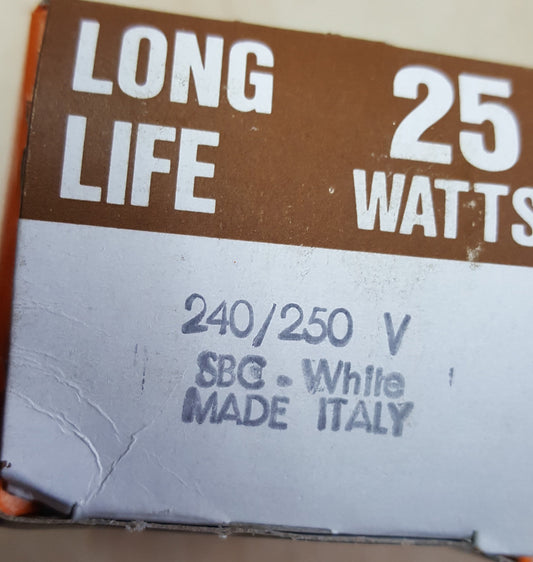 LONG
LIFE
25
WATTS
240/250 V
SBC. White
MADE ITALY